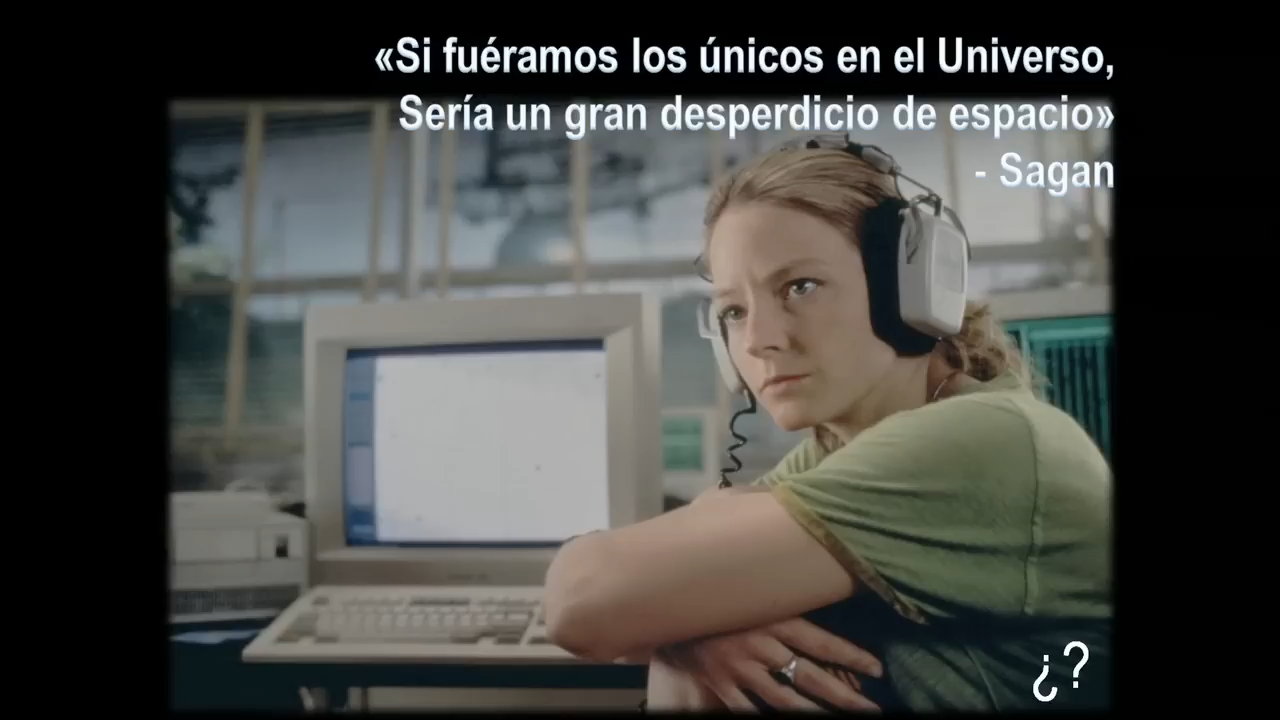 «Si fuéramos los únicos en el Universo,
Sería un gran desperdicio de espacio»
- Sagan
¿?